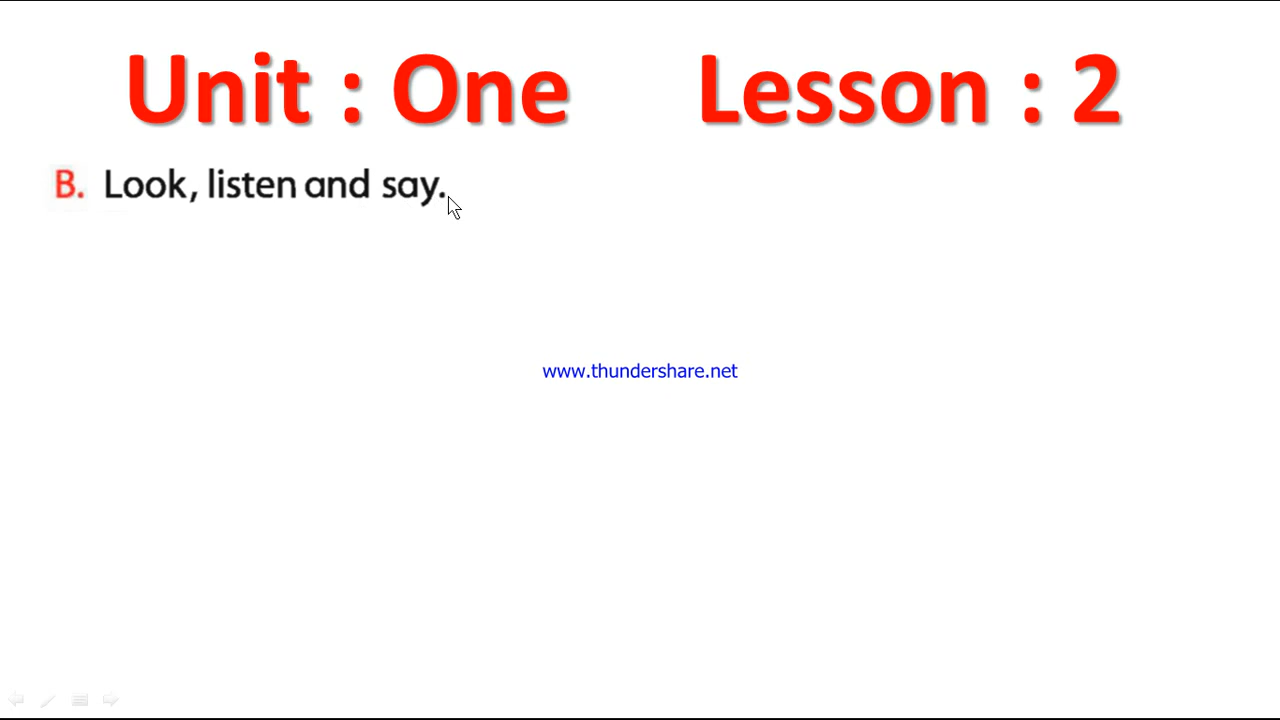 Unit : One Lesson : 2
B. Look, listen and say.
www.thundershare.net